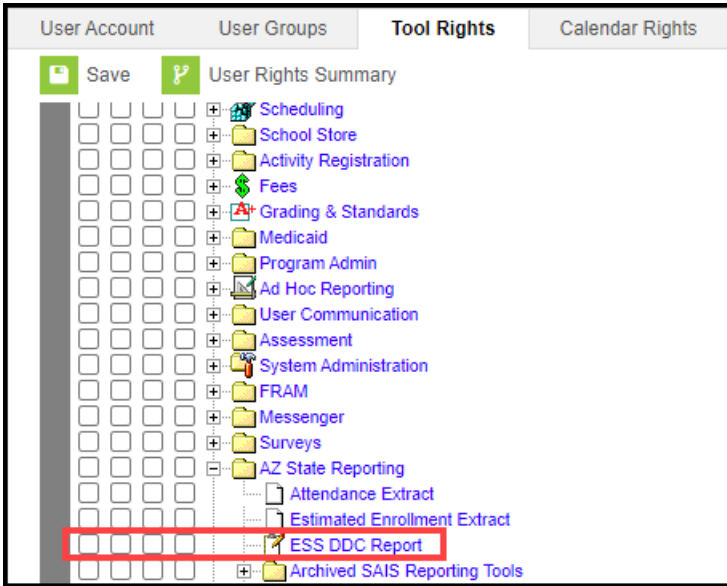 User Account User Groups Tool Rights Calendar Rights
Save User Rights Summary
Scheduling
School Store
Activity Registration
Fees
Grading & Standards
Medicaid
Program Admin
Ad Hoc Reporting
User Communication
Assessment
System Administration
FRAM
Messenger
Surveys
AZ State Reporting
Attendance Extract
Estimated Enrollment Extract
ESS DDC Report
Archived SAIS Reporting Tools